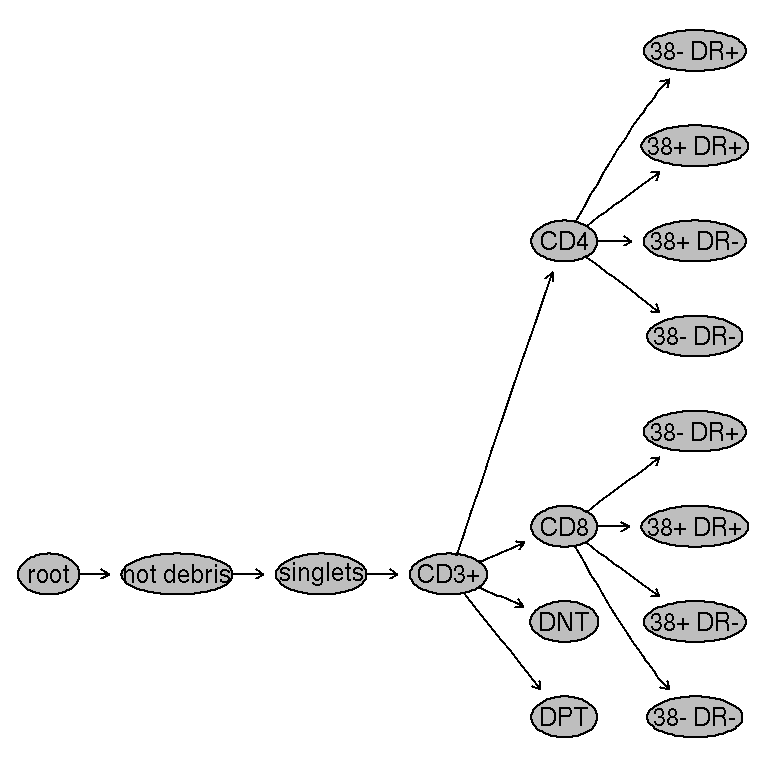 38- DR+
38+ DR+
CD4
38+ DR-
38- DR-
38- DR+
CD8
38+ DR+
root
not debris
singlets
CD3+
DNT
38+ DR-
DPT
38- DR-